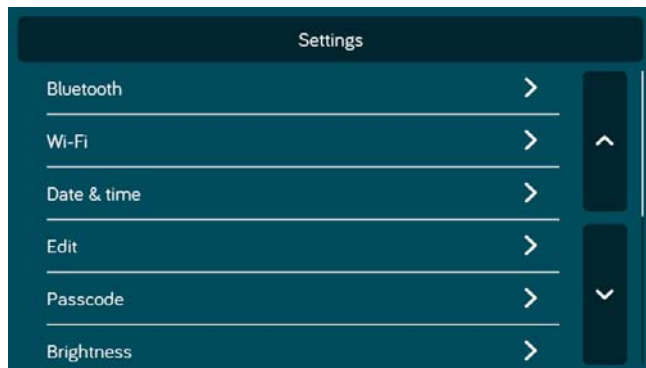 Settings
Bluetooth
Wi-Fi
Date & time
Edit
Passcode
Brightness